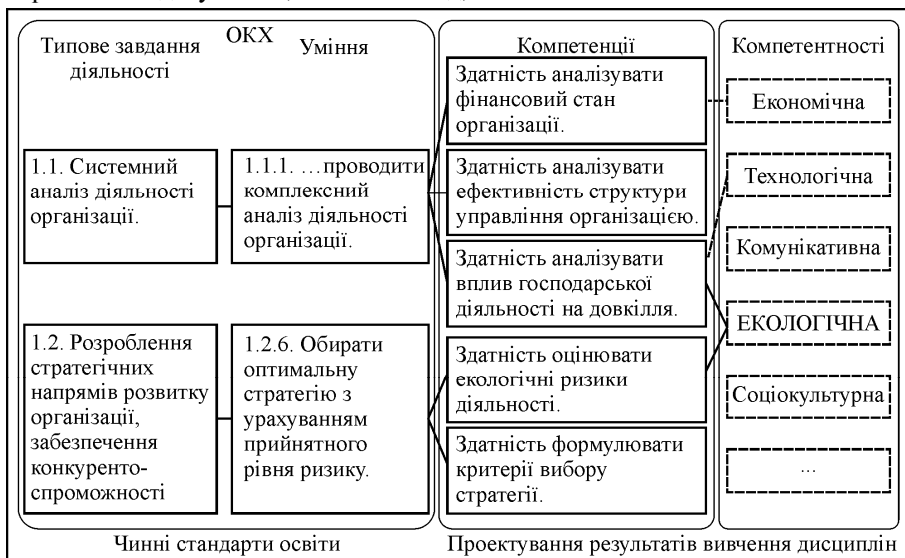 ОКХ
Типове завдання
діяльності
Уміння
Компетенції
Компетентності
1.1. Системний
аналіз діяльності
організації.
1.1.1. …проводити
комплексний
аналіз діяльності
організації.
Здатність аналізувати
фінансовий стан
організації.
Здатність аналізувати
ефективність структури
управління організацією.
Здатність аналізувати
вплив господарської
діяльності на довкілля.
1.2. Розроблення
стратегічних
напрямів розвитку
організації,
забезпечення
конкуренто-
спроможності
1.2.6. Обирати
оптимальну
стратегію з
урахуванням
прийнятного
рівня ризику.
Здатність оцінювати
екологічні ризики
діяльності.
Здатність формулювати
критерії вибору
стратегії.
Економічна
Технологічна
Комунікативна
ЕКОЛОГІЧНА
Соціокультурна
…
Чинні стандарти освіти
Проектування результатів вивчення дисциплін